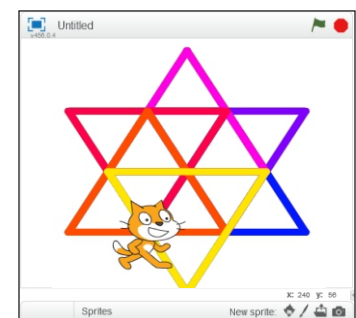 Untitled
v456.0.4
x: 240 y: 56
Sprites
New sprite: